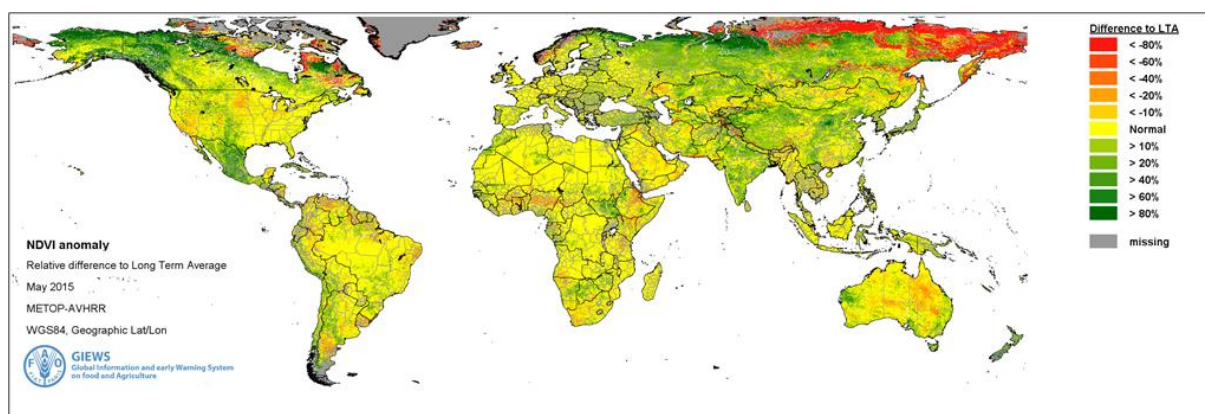 Difference to LTA
< -80%
< -60%
< -40%
< -20%
< -10%
Normal
> 10%
> 20%
> 40%
> 60%
> 80%
missing
NDVI anomaly
Relative difference to Long Term Average
May 2015
METOP-AVHRR
WGS84, Geographic Lat/Lon
F A O
FIAT PANIS
GIEWS
Global Information and early Warning System
on food and Agriculture